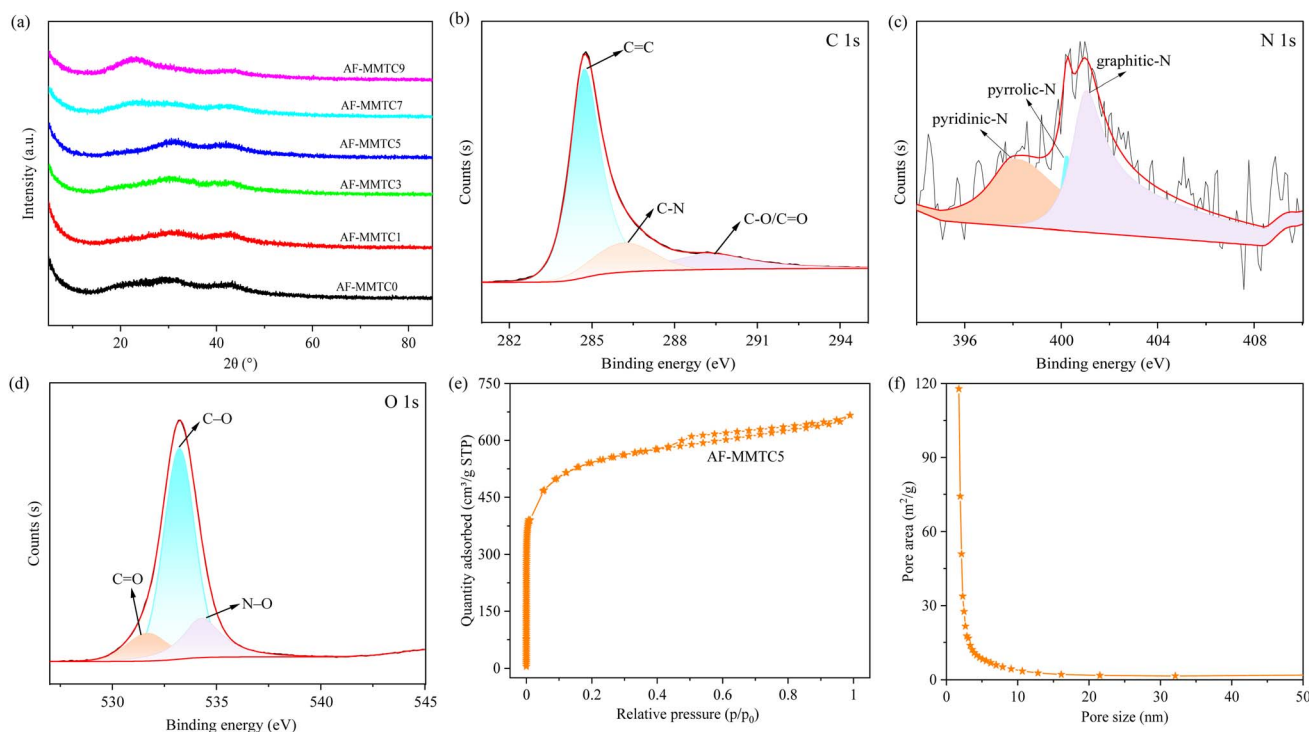 (a)
AF-MMTC9
AF-MMTC7
AF-MMTC5
AF-MMTC3
AF-MMTC1
AF-MMTC0
Intensity (a.u.)
20 40 60 80
2θ (°)
(b)
C 1s
C=C
C-N
C-O/C=O
Counts (s)
282 285 288 291 295
Binding energy (eV)
(c)
N 1s
graphitic-N
pyrrolic-N
pyridinic-N
Counts (s)
396 400 404 408
Binding energy (eV)
(d)
O 1s
C–O
C=O
N–O
Counts (s)
530 535 540 545
Binding energy (eV)
(e)
750
600
450
300
150
0
AF-MMTC5
Quantity adsorbed (cm³/g STP)
0 0.2 0.4 0.6 0.8 1
Relative pressure (p/p₀)
(f)
120
90
60
30
0
Pore area (m²/g)
0 10 20 30 40 50
Pore size (nm)